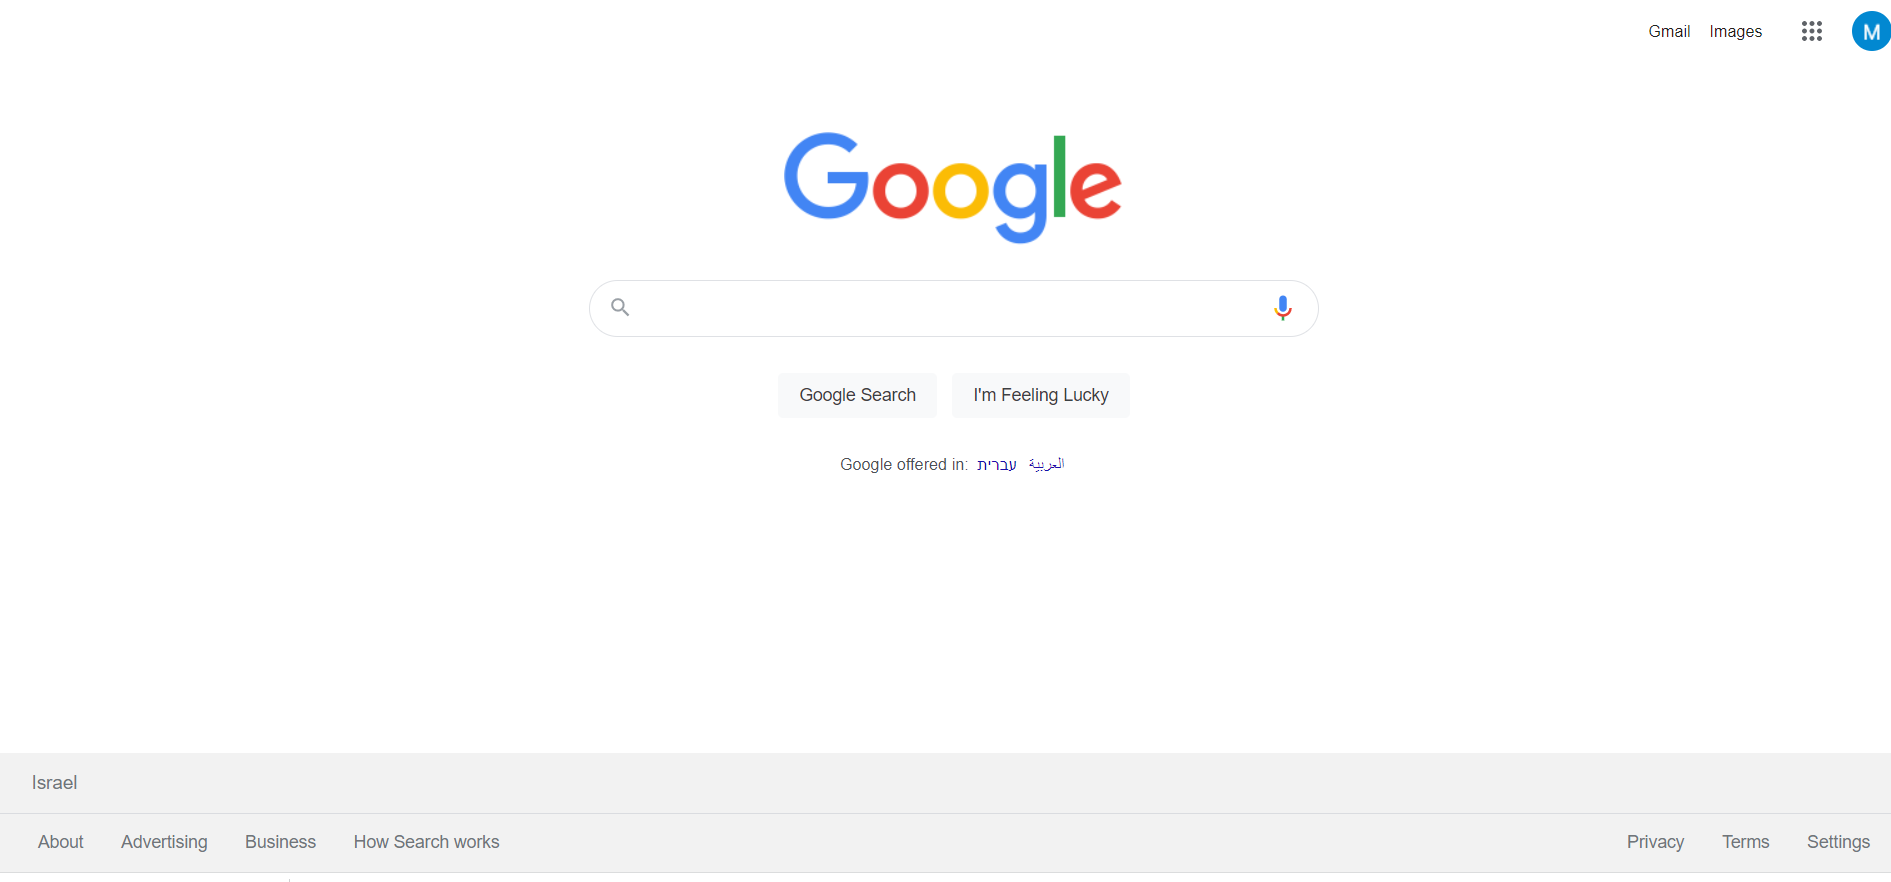 Gmail Images M
Google
Google Search I'm Feeling Lucky
Google offered in: עברית العربية
Israel
About Advertising Business How Search works Privacy Terms Settings